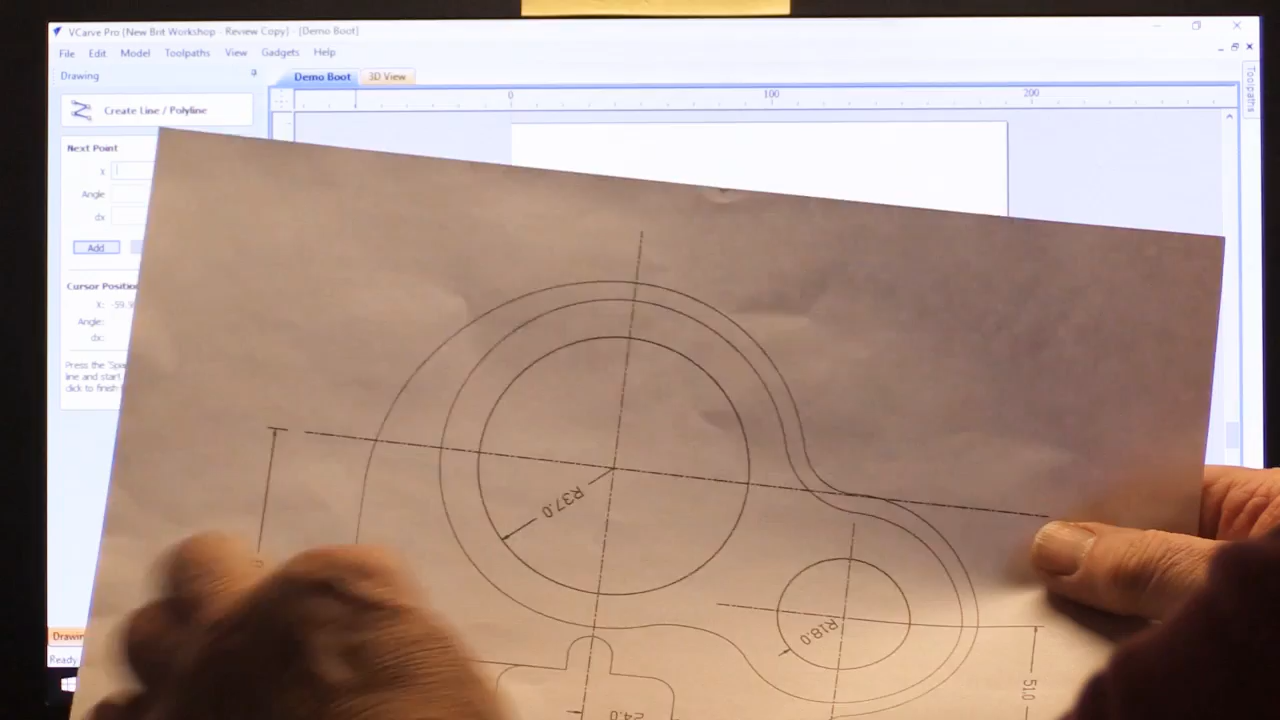 VCarve Pro (New Brit Workshop - Review Copy) - [Demo Boot]
File Edit Model Toolpaths View Gadgets Help
Drawing
Demo Boot
3D View
Toolpaths
Create Line / Polyline
0 100 200
Next Point
X
Angle
dx
Add
Cursor Position
X: -59.9
Angle:
dx:
Press the 'Spa
line and start
click to finish
R37.0
R18.0
51.0
24.0
Drawin
Ready